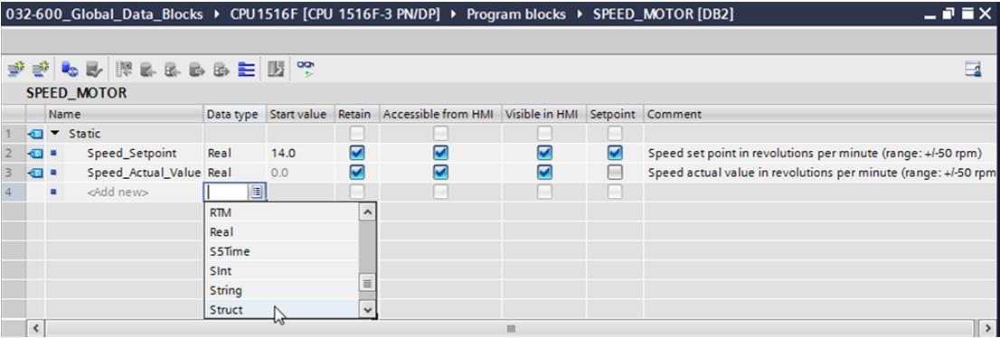 032-600_Global_Data_Blocks ▸ CPU1516F [CPU 1516F-3 PN/DP] ▸ Program blocks ▸ SPEED_MOTOR [DB2]
SPEED_MOTOR
Name Data type Start value Retain Accessible from HMI Visible in HMI Setpoint Comment
1 Static
2 Speed_Setpoint Real 14.0 Speed set point in revolutions per minute (range: +/-50 rpm)
3 Speed_Actual_Value Real 0.0 Speed actual value in revolutions per minute (range: +/-50 rpm
4 <Add new>
RTM
Real
S5Time
SInt
String
Struct